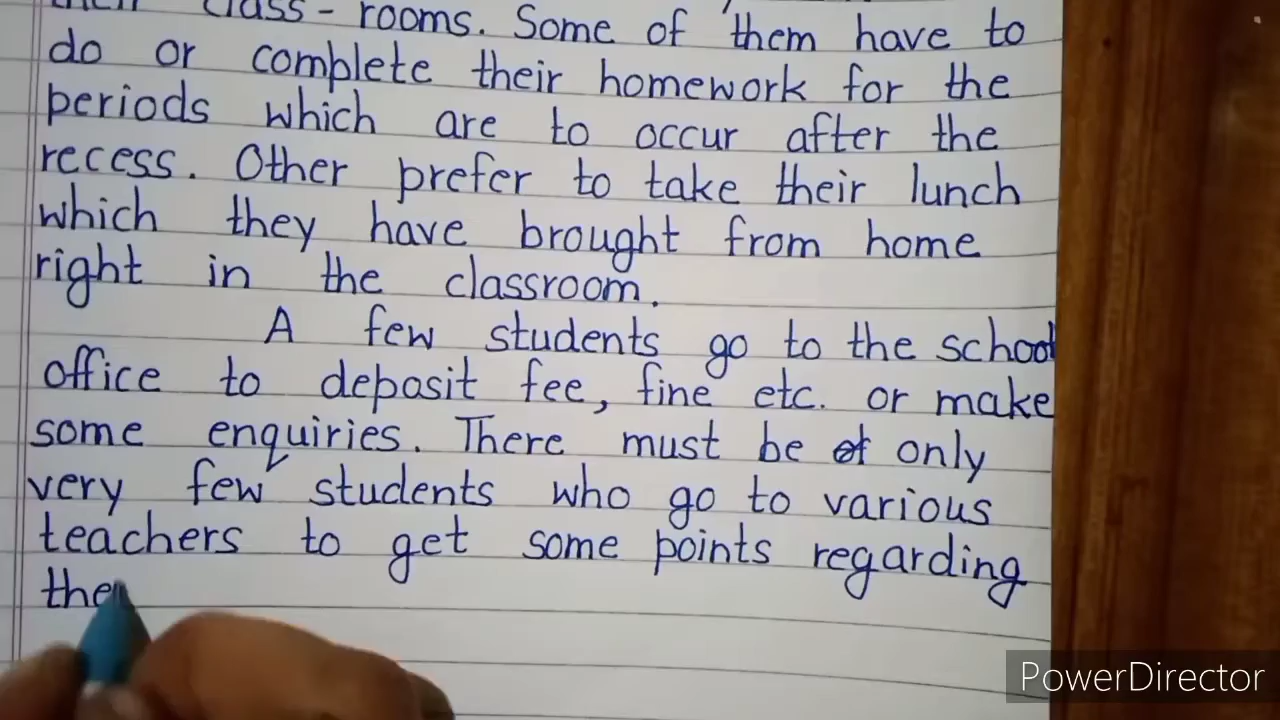 their class - rooms. Some of them have to
do or complete their homework for the
periods which are to occur after the
recess. Other prefer to take their lunch
which they have brought from home
right in the classroom.
A few students go to the school
office to deposit fee, fine etc. or make
some enquiries. There must be only
very few students who go to various
teachers to get some points regarding
the
PowerDirector